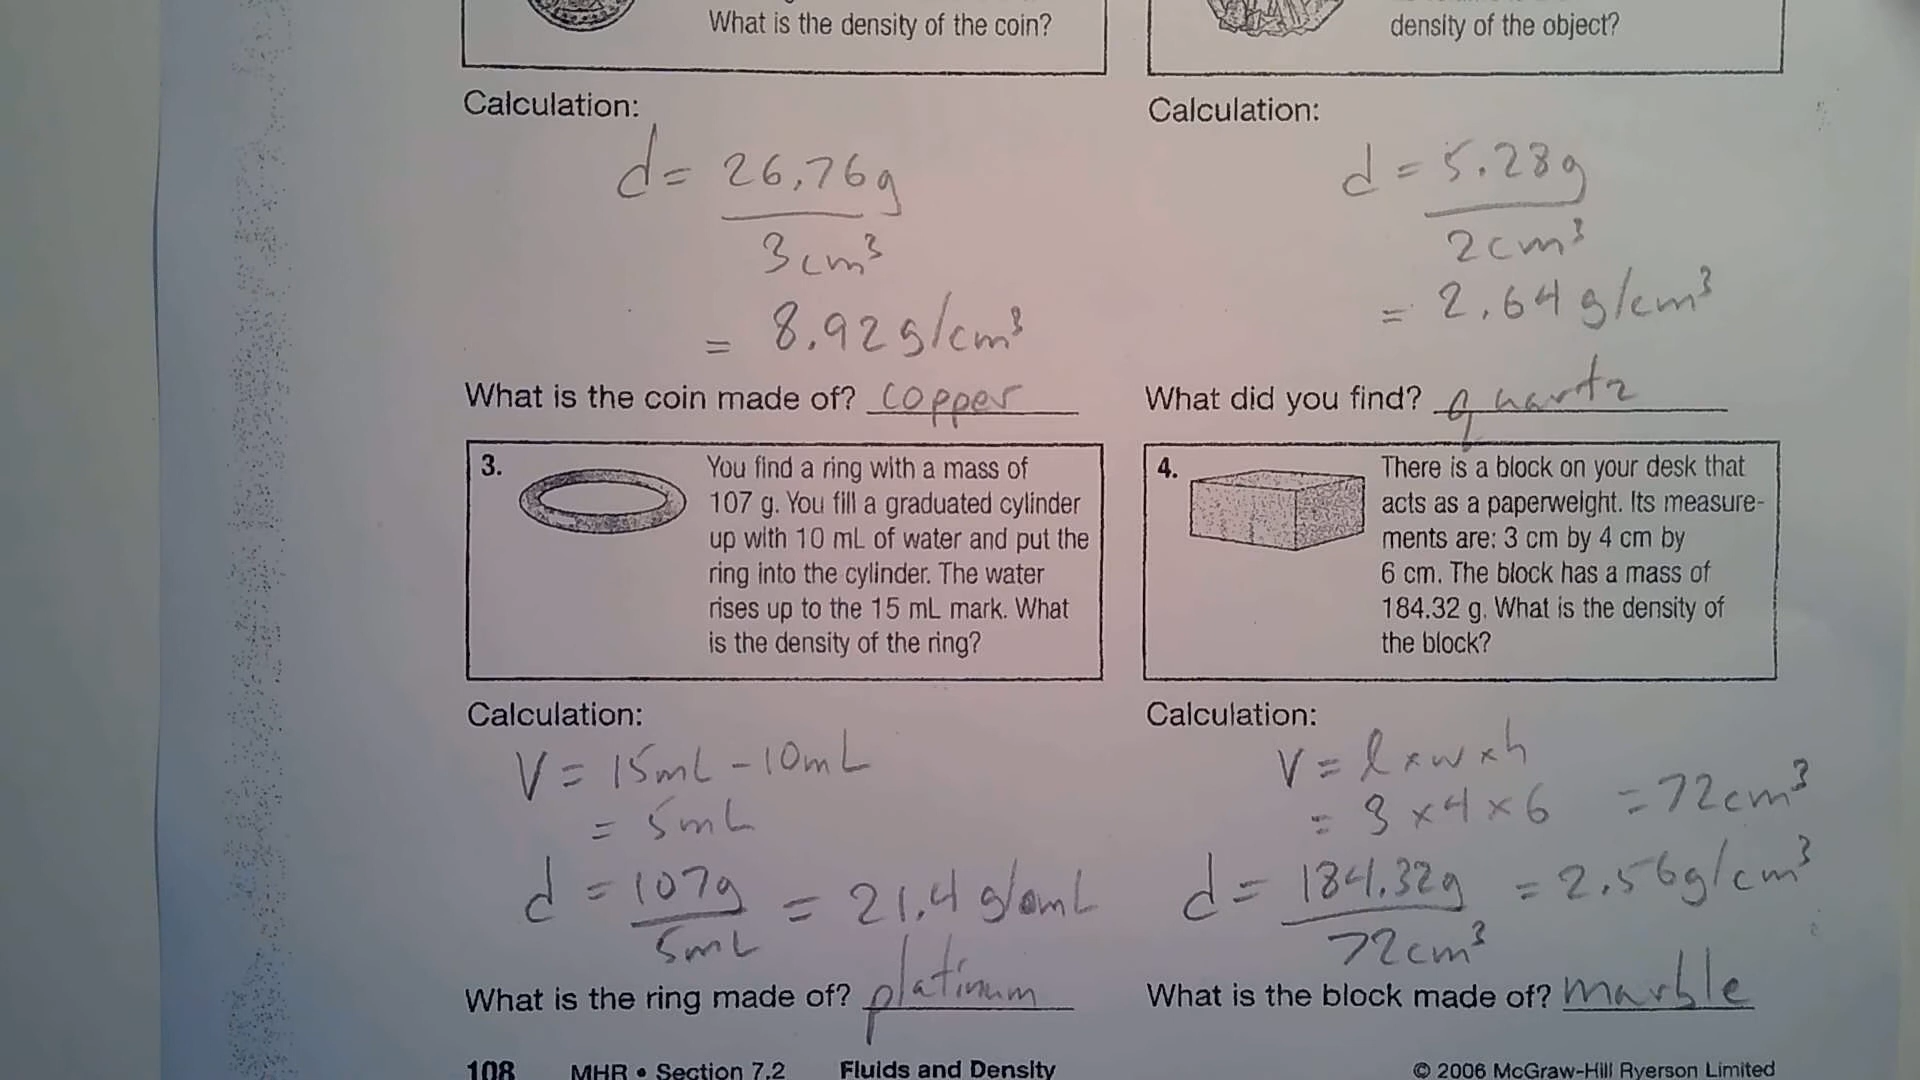 What is the density of the coin?
density of the object?
Calculation:
d = 26.76g
3cm³
= 8.92g/cm³
What is the coin made of? copper
Calculation:
d = 5.28g
2cm³
= 2.64 g/cm³
What did you find? quartz
3.
You find a ring with a mass of
107 g. You fill a graduated cylinder
up with 10 mL of water and put the
ring into the cylinder. The water
rises up to the 15 mL mark. What
is the density of the ring?
4.
There is a block on your desk that
acts as a paperweight. Its measure-
ments are: 3 cm by 4 cm by
6 cm. The block has a mass of
184.32 g. What is the density of
the block?
Calculation:
V = 15mL - 10mL
= 5mL
d = 107g = 21.4 g/mL
5mL
What is the ring made of? platinum
Calculation:
V = l x w x h
= 3 x 4 x 6 = 72cm³
d = 184.32g = 2.56g/cm³
72cm³
What is the block made of? marble
108 MHR • Section 7.2 Fluids and Density
© 2006 McGraw-Hill Ryerson Limited